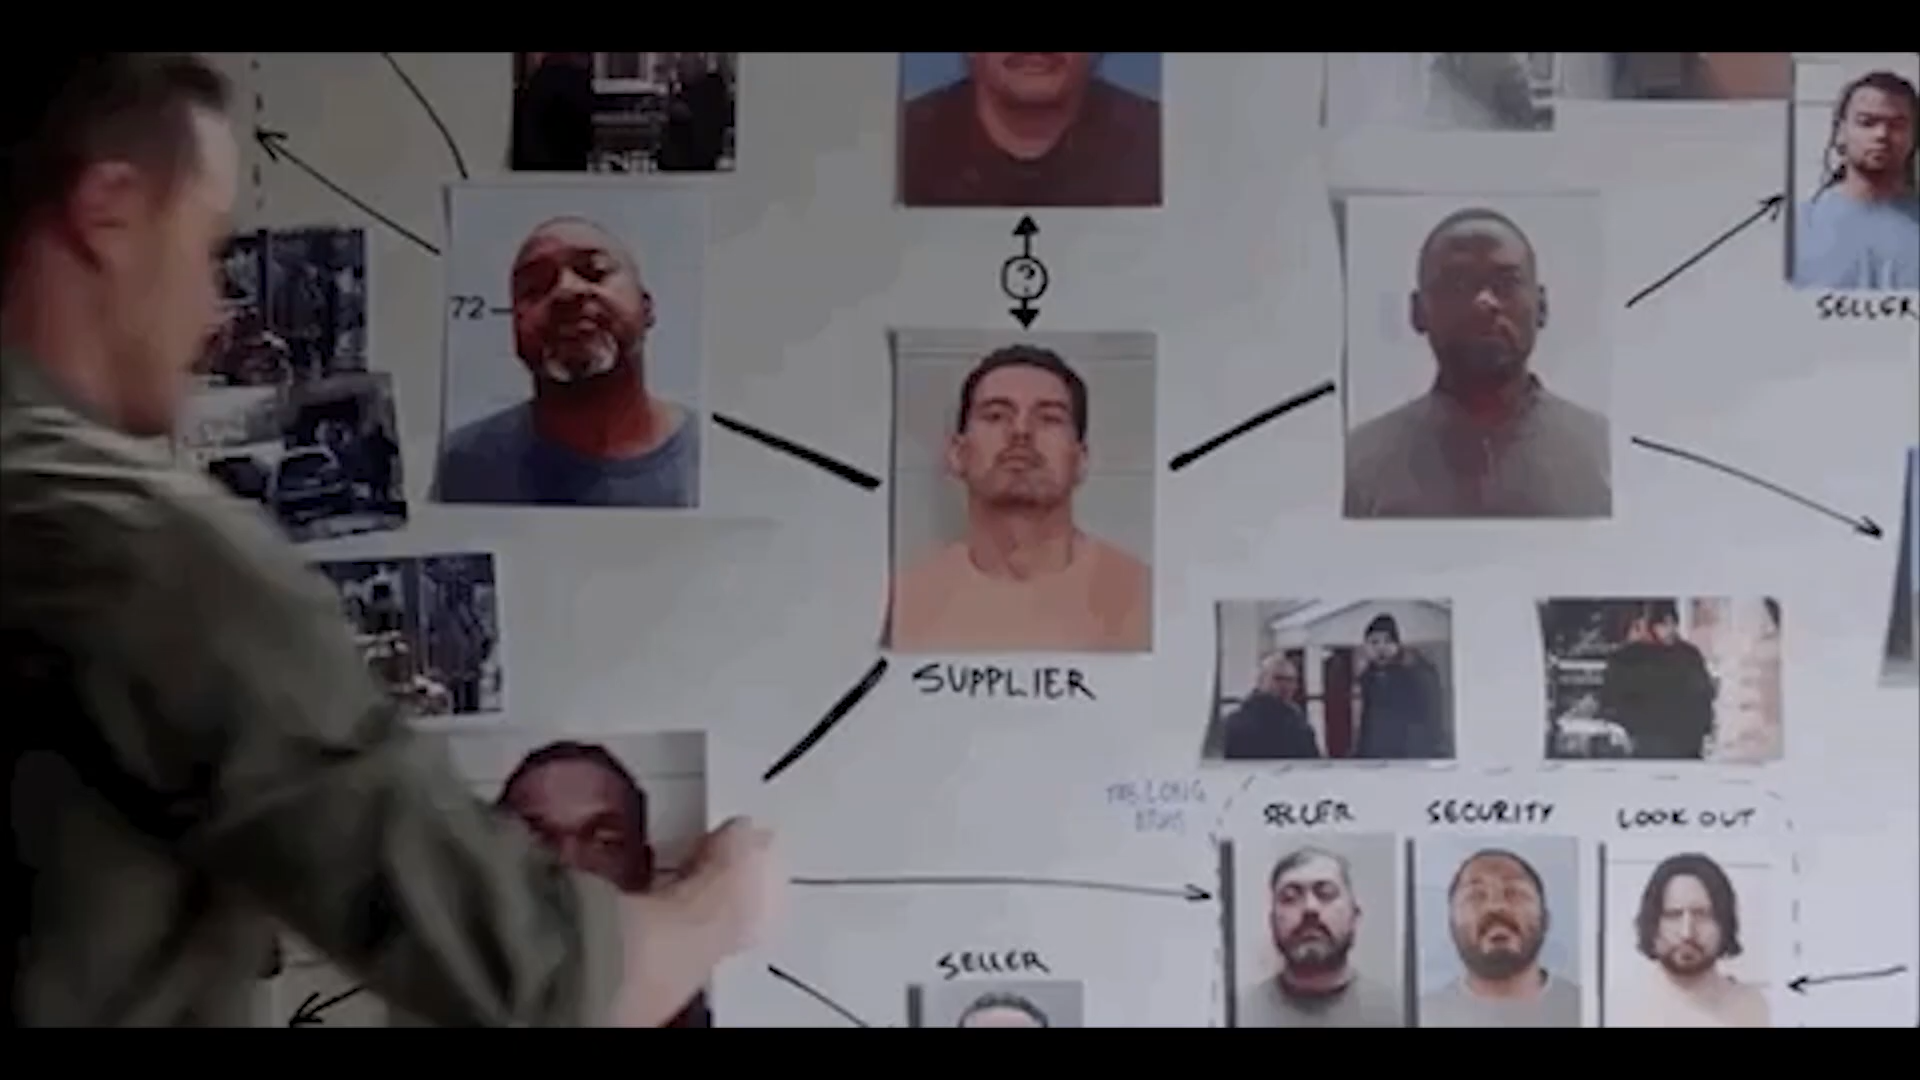 72
?
SELLER
SUPPLIER
SELLER
SECURITY
LOOK OUT
SELLER